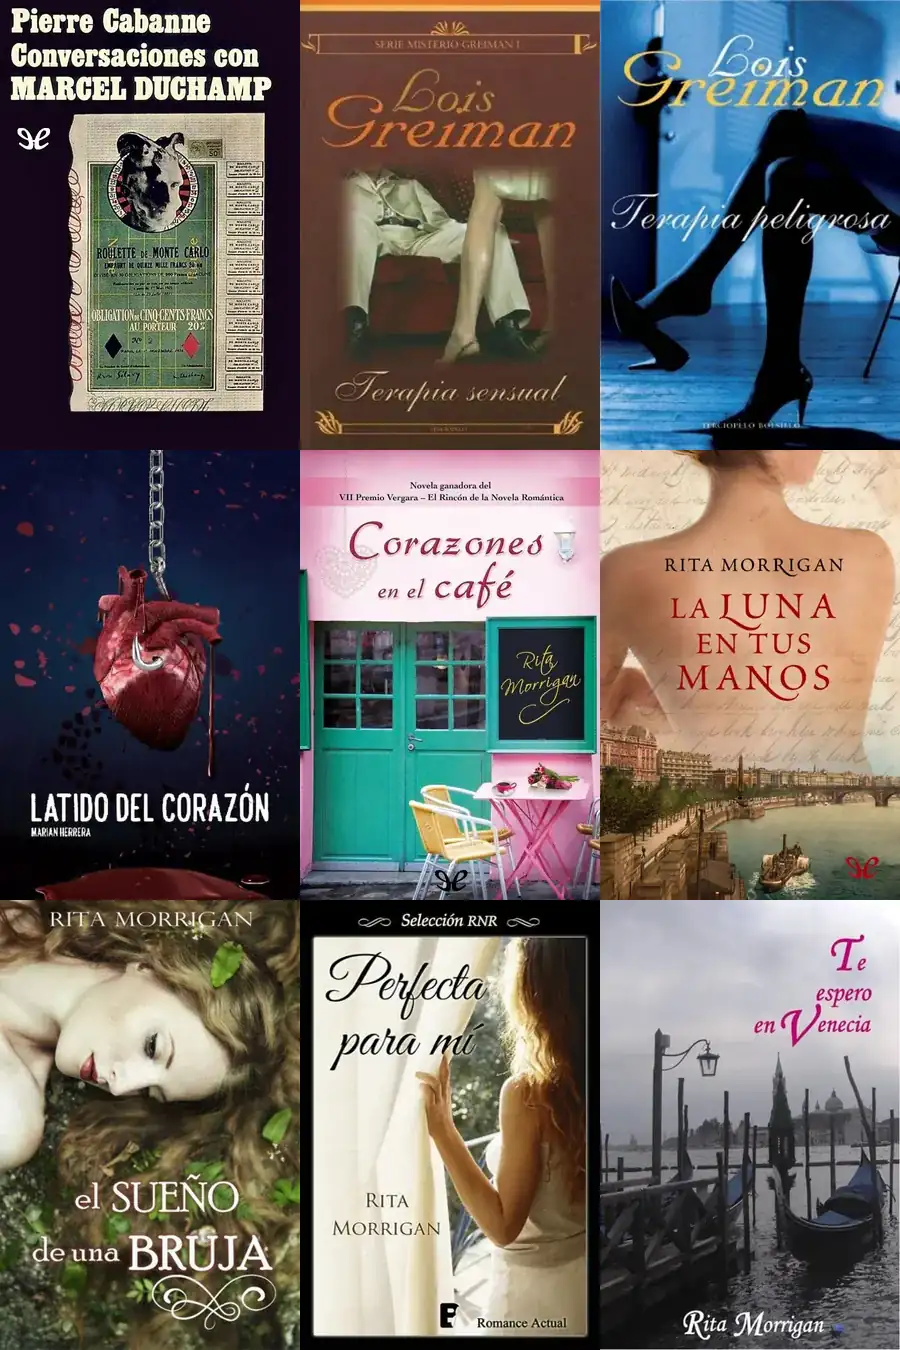 Pierre Cabanne
Conversaciones con
MARCEL DUCHAMP
ROULETTE DE MONTE CARLO
OBLIGATION DE CINQ-CENTS FRANCS
AU PORTEUR 20%
SERIE MISTERIO GREIMAN I
Lois
Greiman
Terapia sensual
Lois
Greiman
Terapia peligrosa
TERCIOPELO BOLSILLO
LATIDO DEL CORAZÓN
MARIAN HERRERA
Novela ganadora del
VII Premio Vergara – El Rincón de la Novela Romántica
Corazones
en el café
Rita
Morrigan
RITA MORRIGAN
LA LUNA
EN TUS
MANOS
RITA MORRIGAN
el SUEÑO
de una BRUJA
Selección RNR
Perfecta
para mí
RITA
MORRIGAN
B
Romance Actual
Te
espero
en Venecia
Rita Morrigan